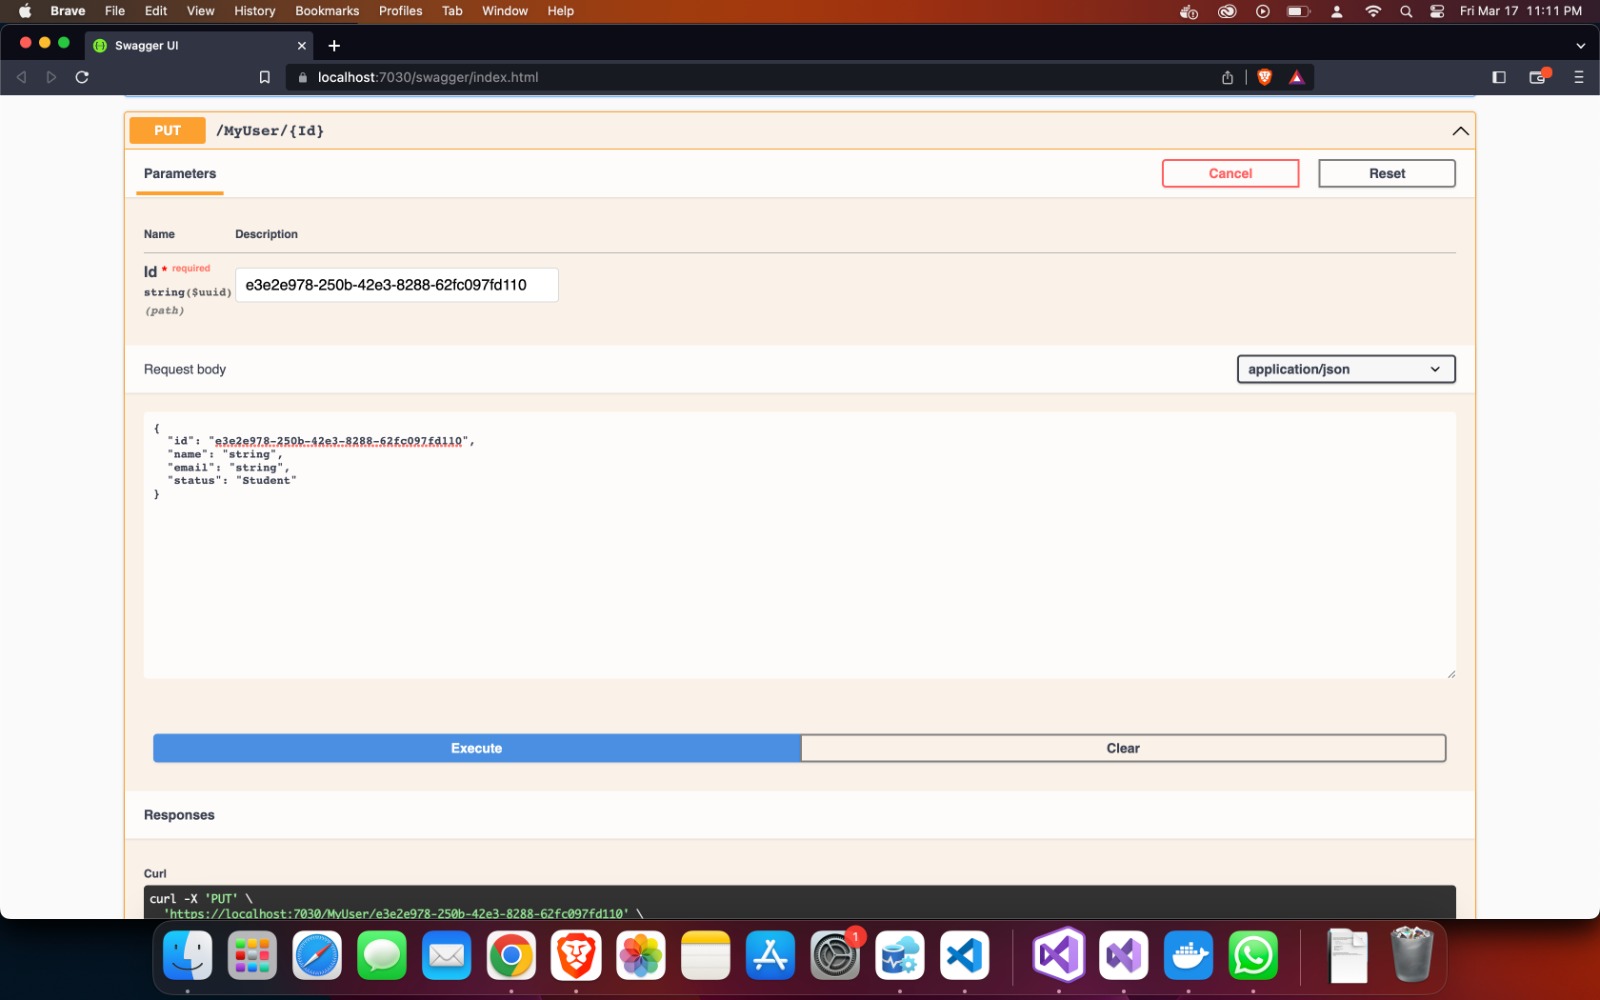 Brave File Edit View History Bookmarks Profiles Tab Window Help Fri Mar 17 11:11 PM
Swagger UI
localhost:7030/swagger/index.html
PUT /MyUser/{Id}
Parameters Cancel Reset
Name Description
Id * required
e3e2e978-250b-42e3-8288-62fc097fd110
string($uuid)
(path)
Request body application/json
{
"id": "e3e2e978-250b-42e3-8288-62fc097fd110",
"name": "string",
"email": "string",
"status": "Student"
}
Execute Clear
Responses
Curl
curl -X 'PUT' \
'https://localhost:7030/MyUser/e3e2e978-250b-42e3-8288-62fc097fd110' \
1